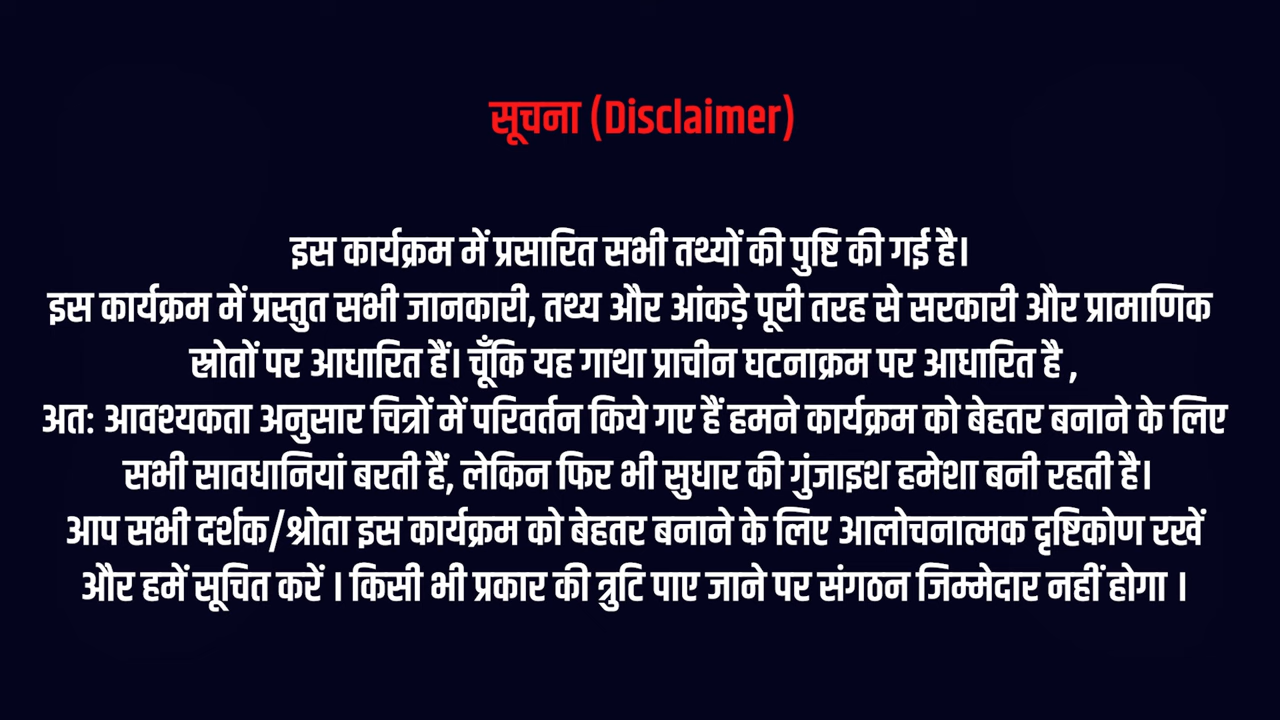 सूचना (Disclaimer)
इस कार्यक्रम में प्रसारित सभी तथ्यों की पुष्टि की गई है।
इस कार्यक्रम में प्रस्तुत सभी जानकारी, तथ्य और आंकड़े पूरी तरह से सरकारी और प्रामाणिक
स्रोतों पर आधारित हैं। चूँकि यह गाथा प्राचीन घटनाक्रम पर आधारित है ,
अतः आवश्यकता अनुसार चित्रों में परिवर्तन किये गए हैं हमने कार्यक्रम को बेहतर बनाने के लिए
सभी सावधानियां बरती हैं, लेकिन फिर भी सुधार की गुंजाइश हमेशा बनी रहती है।
आप सभी दर्शक/श्रोता इस कार्यक्रम को बेहतर बनाने के लिए आलोचनात्मक दृष्टिकोण रखें
और हमें सूचित करें । किसी भी प्रकार की त्रुटि पाए जाने पर संगठन जिम्मेदार नहीं होगा ।